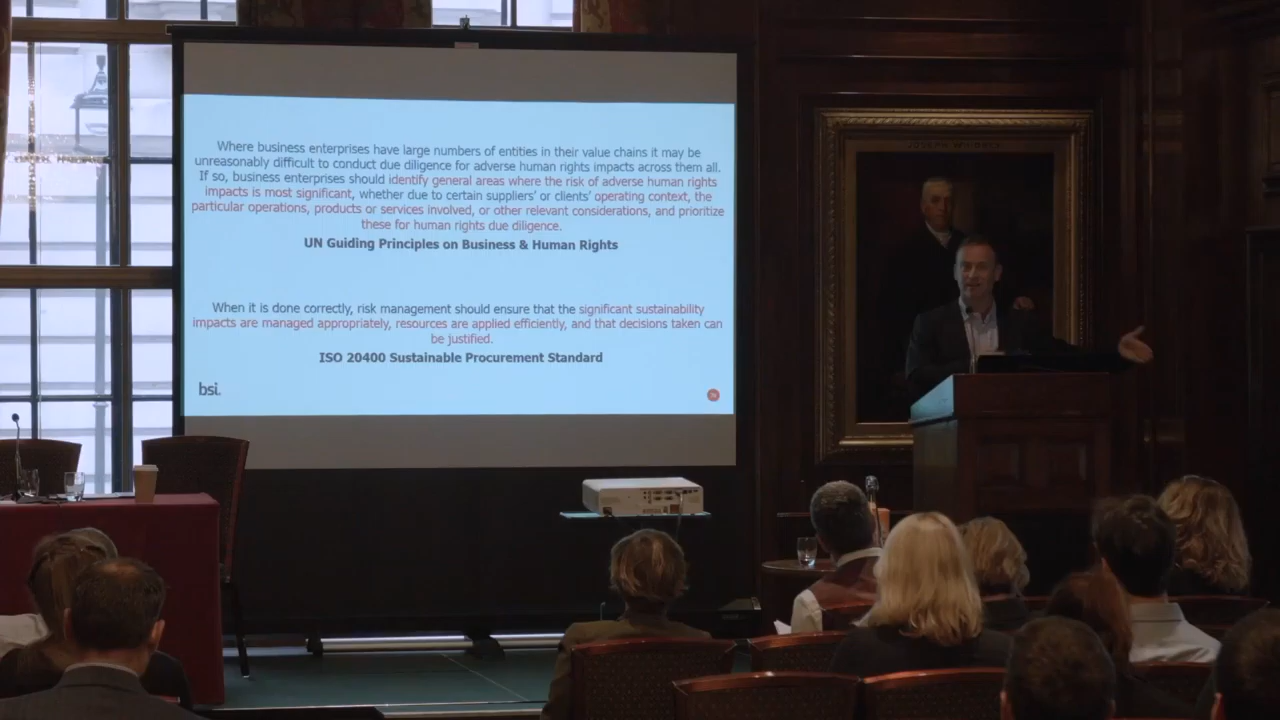 Where business enterprises have large numbers of entities in their value chains it may be
unreasonably difficult to conduct due diligence for adverse human rights impacts across them all.
If so, business enterprises should identify general areas where the risk of adverse human rights
impacts is most significant, whether due to certain suppliers' or clients' operating context, the
particular operations, products or services involved, or other relevant considerations, and prioritize
these for human rights due diligence.
UN Guiding Principles on Business & Human Rights
When it is done correctly, risk management should ensure that the significant sustainability
impacts are managed appropriately, resources are applied efficiently, and that decisions taken can
be justified.
ISO 20400 Sustainable Procurement Standard
bsi.